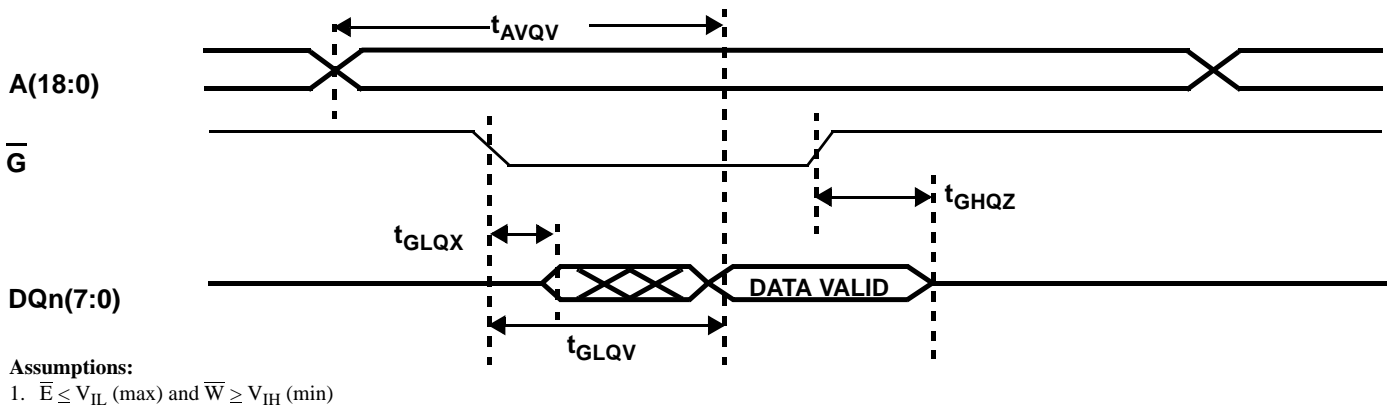 tAVQV
A(18:0)
G̅
tGHQZ
tGLQX
DQn(7:0)
DATA VALID
tGLQV
Assumptions:
1. E̅ ≤ VIL (max) and W̅ ≥ VIH (min)